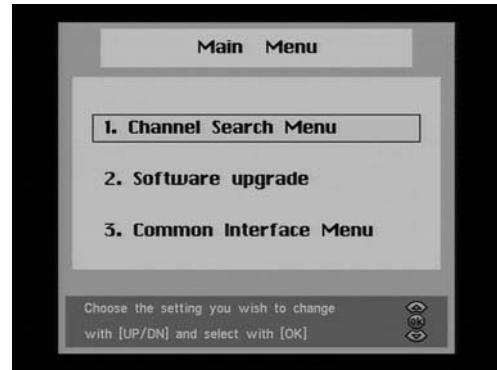 Main Menu
1. Channel Search Menu
2. Software upgrade
3. Common Interface Menu
Choose the setting you wish to change
with [UP/DN] and select with [OK]
ok